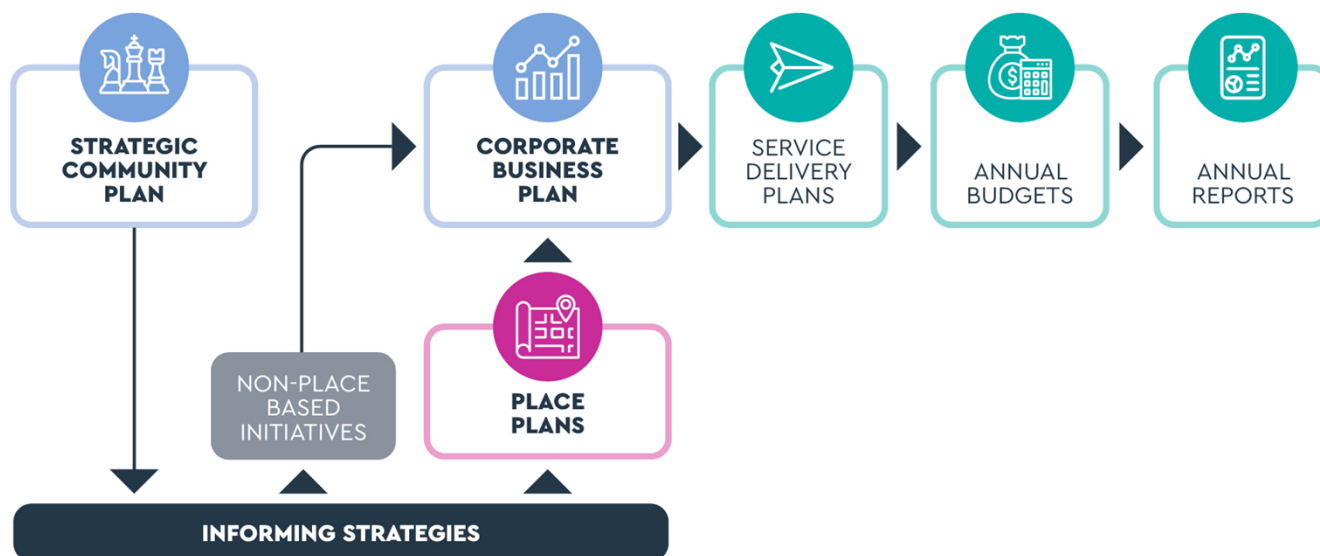 STRATEGIC
COMMUNITY
PLAN
CORPORATE
BUSINESS
PLAN
SERVICE
DELIVERY
PLANS
ANNUAL
BUDGETS
ANNUAL
REPORTS
NON-PLACE
BASED
INITIATIVES
PLACE
PLANS
INFORMING STRATEGIES